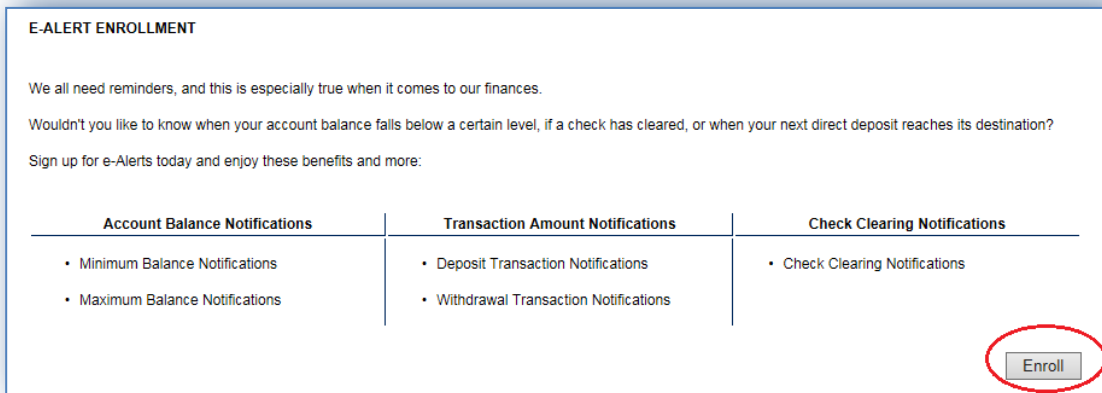 E-ALERT ENROLLMENT
We all need reminders, and this is especially true when it comes to our finances.
Wouldn't you like to know when your account balance falls below a certain level, if a check has cleared, or when your next direct deposit reaches its destination?
Sign up for e-Alerts today and enjoy these benefits and more:
Account Balance Notifications
• Minimum Balance Notifications
• Maximum Balance Notifications
Transaction Amount Notifications
• Deposit Transaction Notifications
• Withdrawal Transaction Notifications
Check Clearing Notifications
• Check Clearing Notifications
Enroll